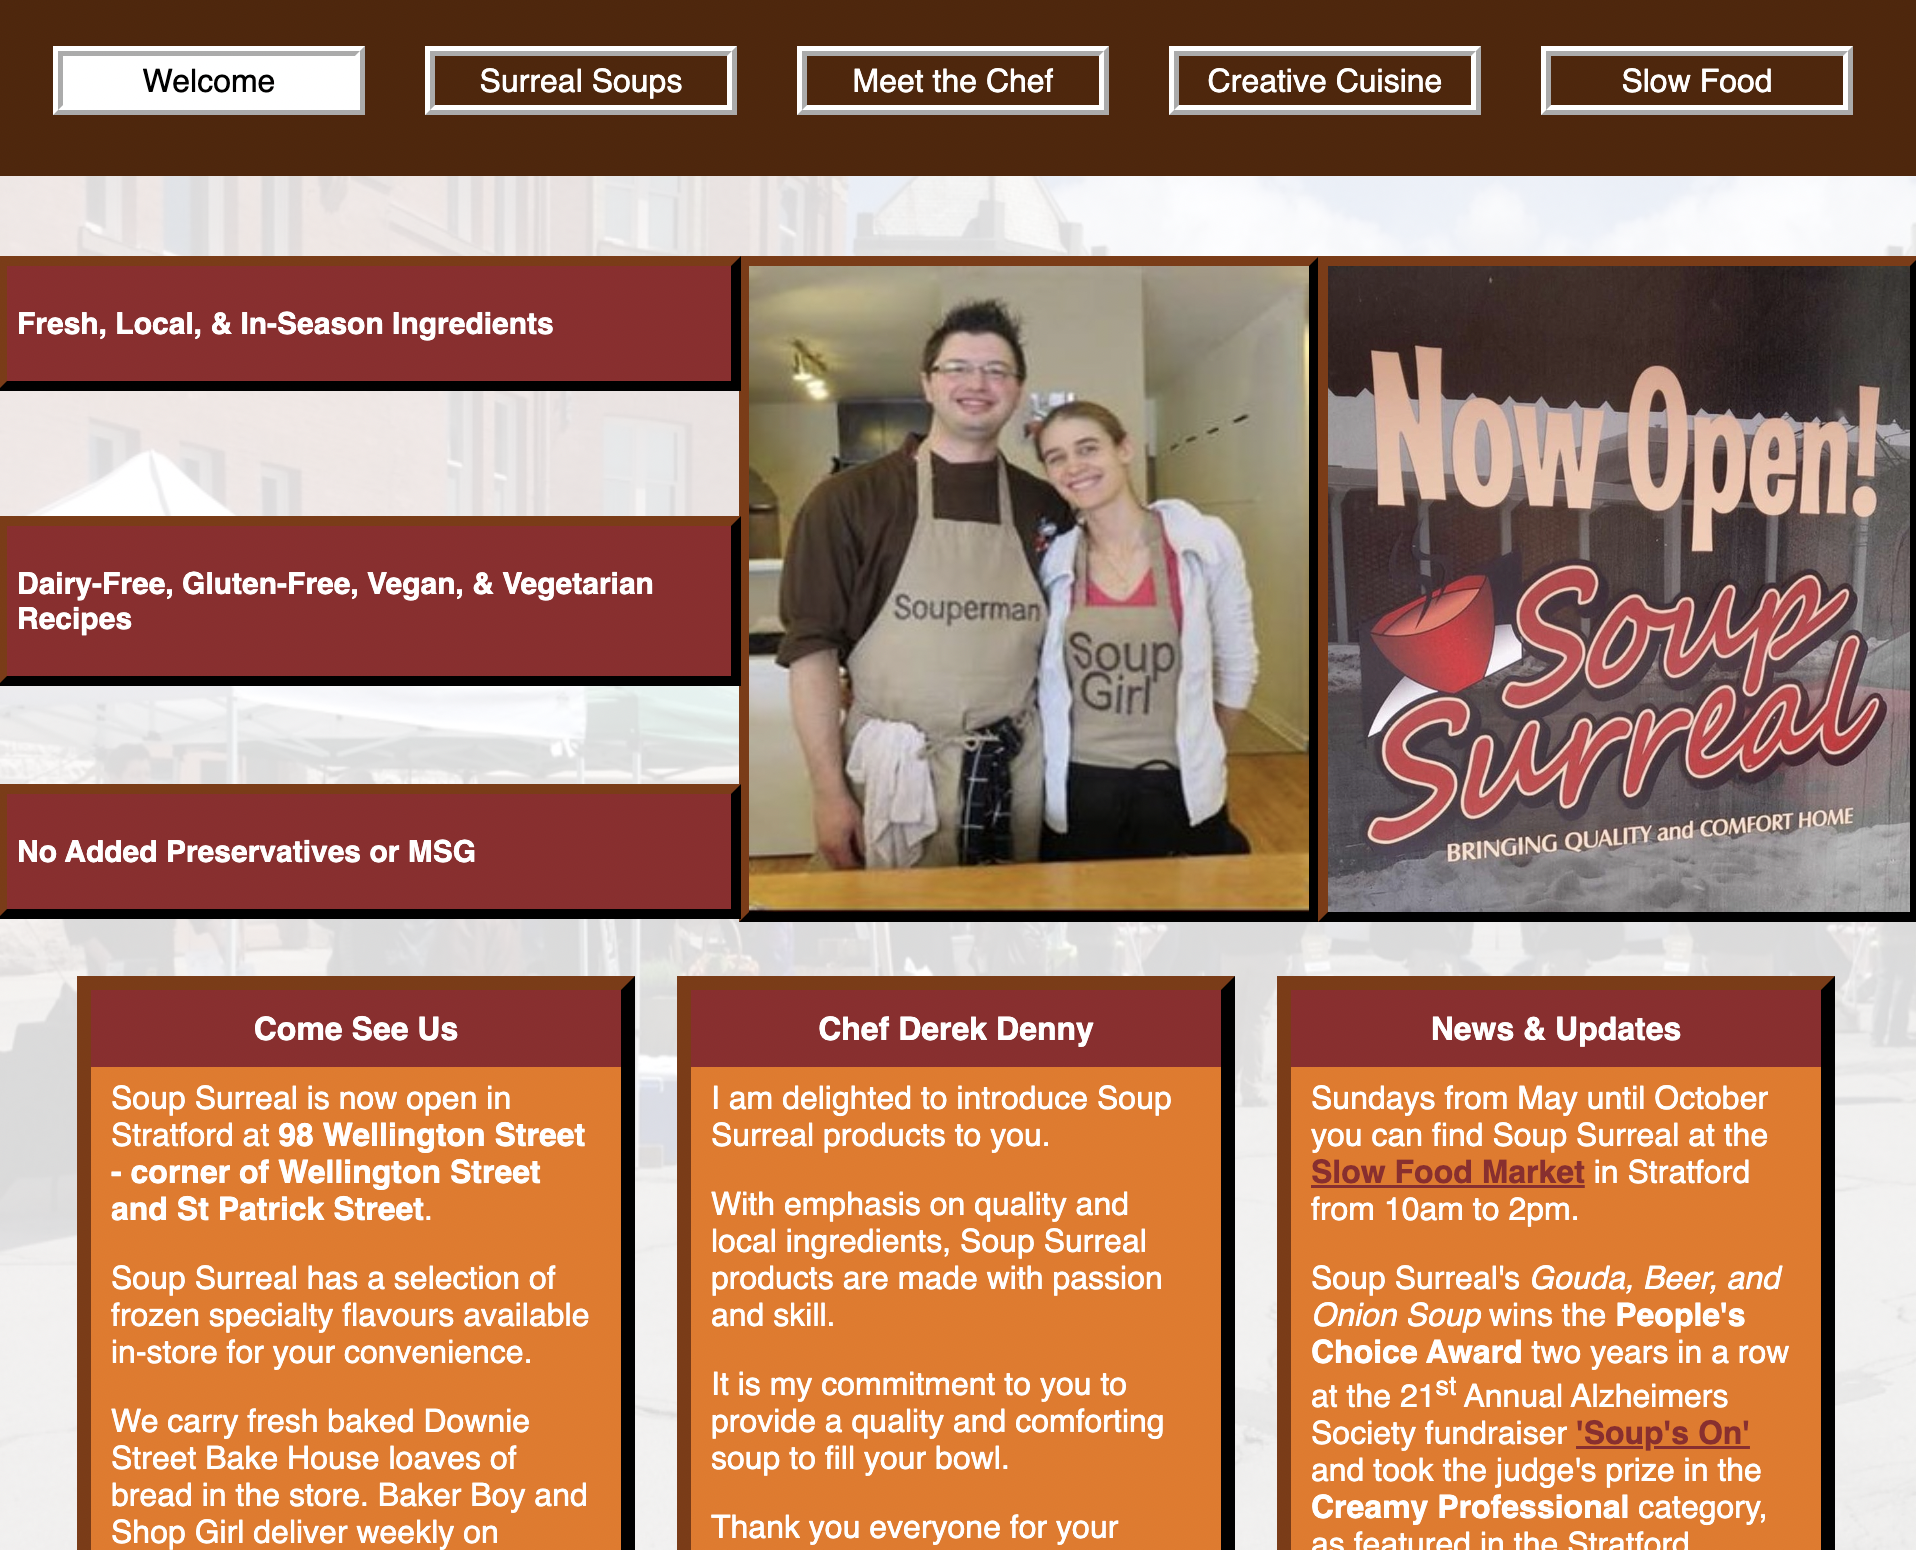 Welcome
Surreal Soups
Meet the Chef
Creative Cuisine
Slow Food
Fresh, Local, & In-Season Ingredients
Dairy-Free, Gluten-Free, Vegan, & Vegetarian
Recipes
No Added Preservatives or MSG
Souperman
Soup
Girl
Now Open!
Soup
Surreal
BRINGING QUALITY and COMFORT HOME
Come See Us
Soup Surreal is now open in
Stratford at 98 Wellington Street
- corner of Wellington Street
and St Patrick Street.
Soup Surreal has a selection of
frozen specialty flavours available
in-store for your convenience.
We carry fresh baked Downie
Street Bake House loaves of
bread in the store. Baker Boy and
Shop Girl deliver weekly on
Chef Derek Denny
I am delighted to introduce Soup
Surreal products to you.
With emphasis on quality and
local ingredients, Soup Surreal
products are made with passion
and skill.
It is my commitment to you to
provide a quality and comforting
soup to fill your bowl.
Thank you everyone for your
News & Updates
Sundays from May until October
you can find Soup Surreal at the
Slow Food Market in Stratford
from 10am to 2pm.
Soup Surreal's Gouda, Beer, and
Onion Soup wins the People's
Choice Award two years in a row
at the 21st Annual Alzheimers
Society fundraiser 'Soup's On'
and took the judge's prize in the
Creamy Professional category,
as featured in the Stratford